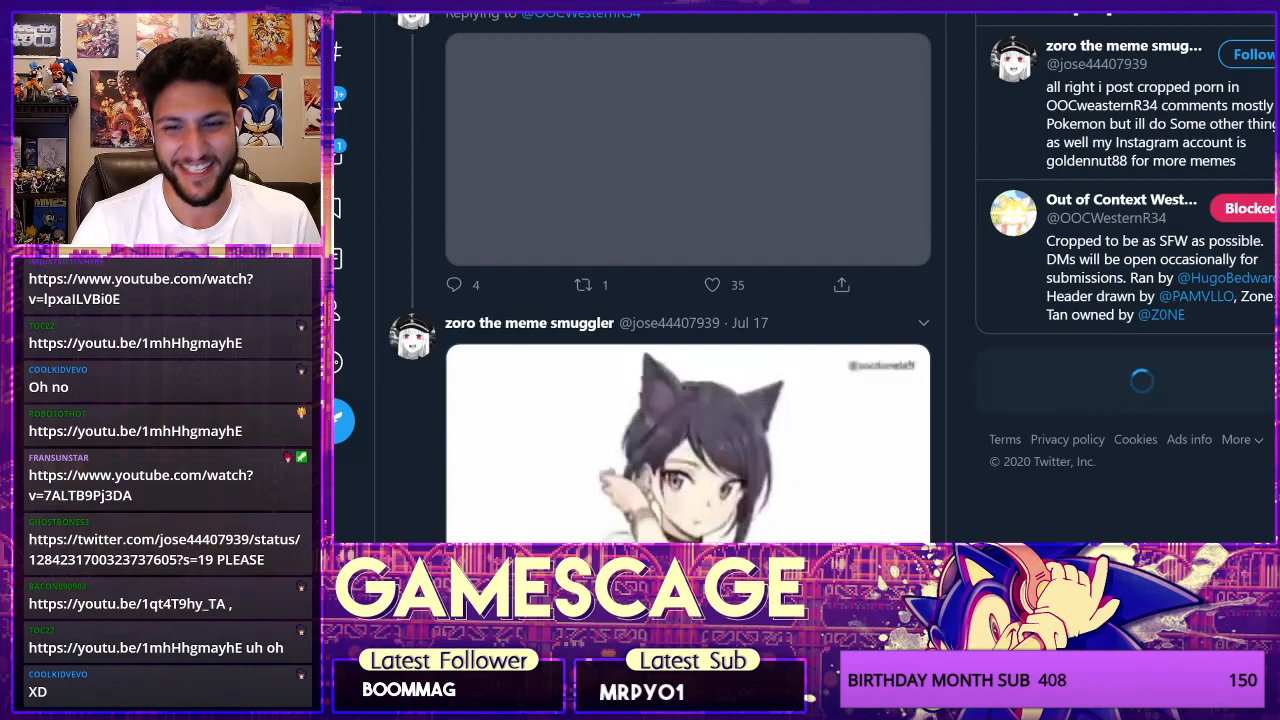 https://www.youtube.com/watch?
v=lpxaILVBi0E
TOC22
https://youtu.be/1mhHhgmayhE
COOLKIDVEVO
Oh no
ROBOTOTHOT
https://youtu.be/1mhHhgmayhE
FRANSUNSTAR
https://www.youtube.com/watch?
v=7ALTB9Pj3DA
GHOSTBONES3
https://twitter.com/jose44407939/status/
1284231700323737605?s=19 PLEASE
BACON090903
https://youtu.be/1qt4T9hy_TA ,
TOC22
https://youtu.be/1mhHhgmayhE uh oh
COOLKIDVEVO
XD
Replying to @OOCWesternR34
4 1 35
zoro the meme smuggler @jose44407939 · Jul 17
zoro the meme smug...
Follow
@jose44407939
all right i post cropped porn in
OOCweasternR34 comments mostly
Pokemon but ill do Some other thing
as well my Instagram account is
goldennut88 for more memes
Out of Context West...
Blocked
@OOCWesternR34
Cropped to be as SFW as possible.
DMs will be open occasionally for
submissions. Ran by @HugoBedwar
Header drawn by @PAMVLLO, Zone-
Tan owned by @Z0NE
Terms Privacy policy Cookies Ads info More
© 2020 Twitter, Inc.
GAMESCAGE
Latest Follower
BOOMMAG
Latest Sub
MRPYO1
BIRTHDAY MONTH SUB 408 150